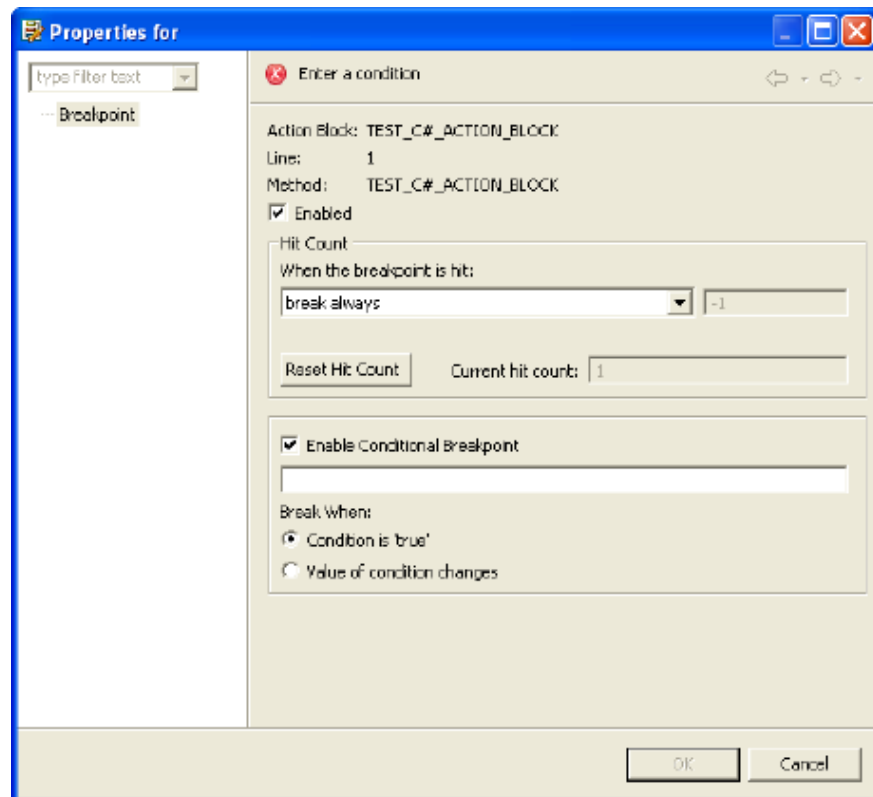 Properties for
type filter text
Enter a condition
Breakpoint
Action Block: TEST_C#_ACTION_BLOCK
Line: 1
Method: TEST_C#_ACTION_BLOCK
Enabled
Hit Count
When the breakpoint is hit:
break always
-1
Reset Hit Count
Current hit count: 1
Enable Conditional Breakpoint
Break When:
Condition is 'true'
Value of condition changes
OK
Cancel